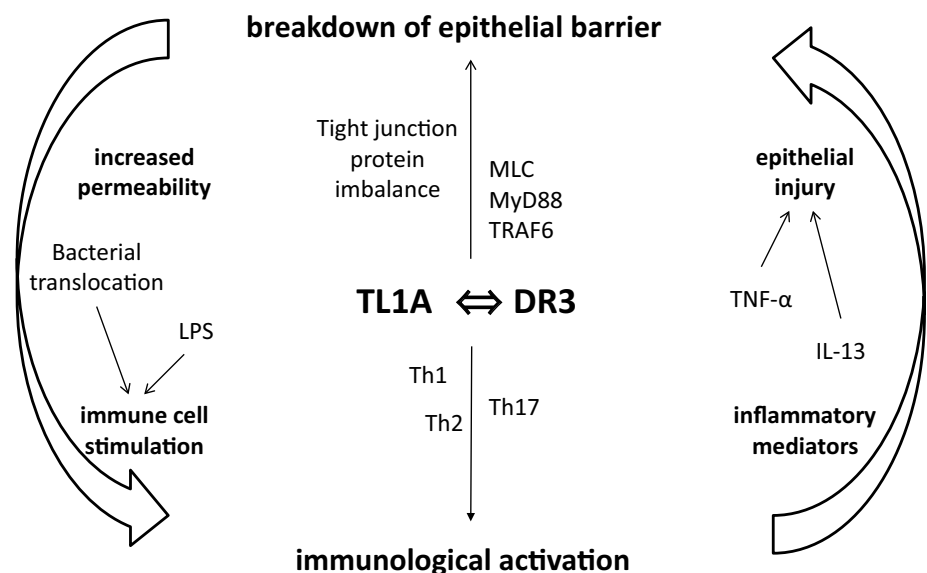 breakdown of epithelial barrier
increased
permeability
Bacterial
translocation
LPS
immune cell
stimulation
Tight junction
protein
imbalance
MLC
MyD88
TRAF6
TL1A ⇔ DR3
Th1
Th2
Th17
epithelial
injury
TNF-α
IL-13
inflammatory
mediators
immunological activation